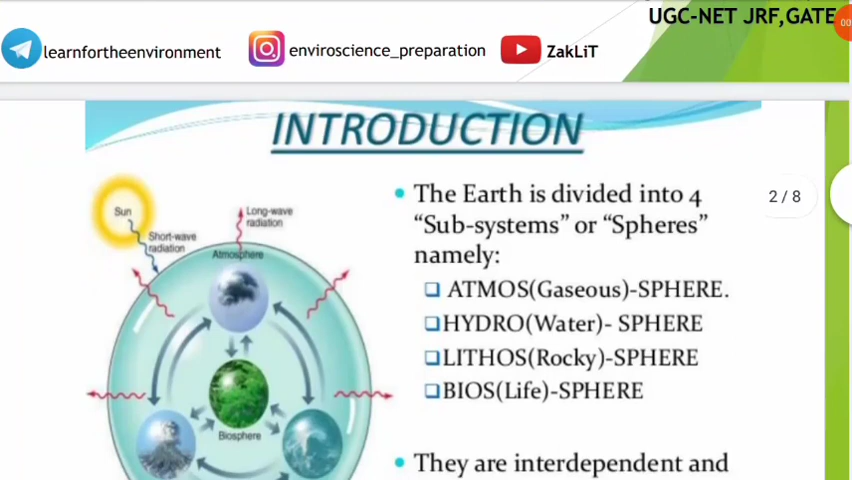 UGC-NET JRF,GATE
learnfortheenvironment
enviroscience_preparation
ZakLiT
INTRODUCTION
2 / 8
Sun
Short-wave
radiation
Long-wave
radiation
Atmosphere
Biosphere
• The Earth is divided into 4
“Sub-systems” or “Spheres”
namely:
❑ ATMOS(Gaseous)-SPHERE.
❑HYDRO(Water)- SPHERE
❑LITHOS(Rocky)-SPHERE
❑BIOS(Life)-SPHERE
• They are interdependent and